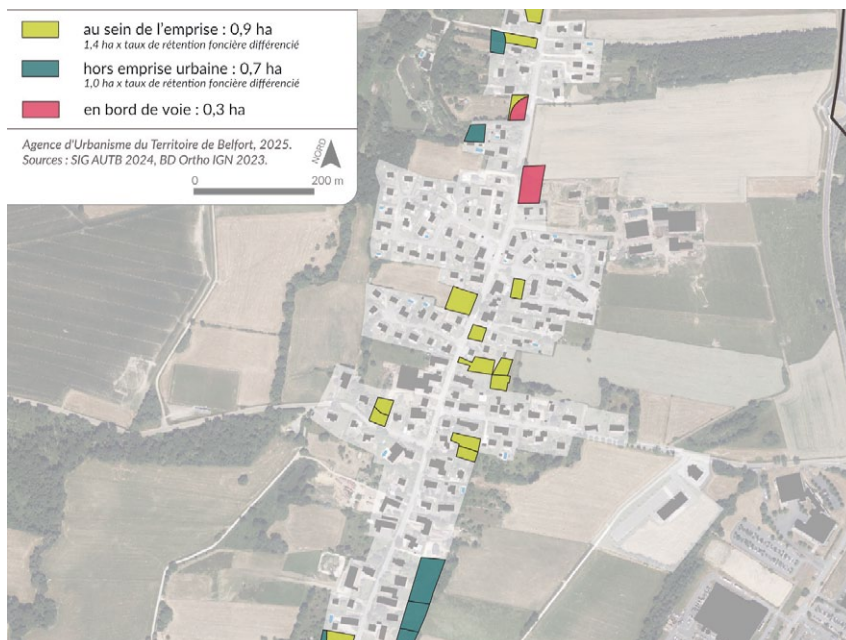 au sein de l'emprise : 0,9 ha
1,4 ha x taux de rétention foncière différencié
hors emprise urbaine : 0,7 ha
1,0 ha x taux de rétention foncière différencié
en bord de voie : 0,3 ha
Agence d'Urbanisme du Territoire de Belfort, 2025.
Sources : SIG AUTB 2024, BD Ortho IGN 2023.
NORD
0 200 m